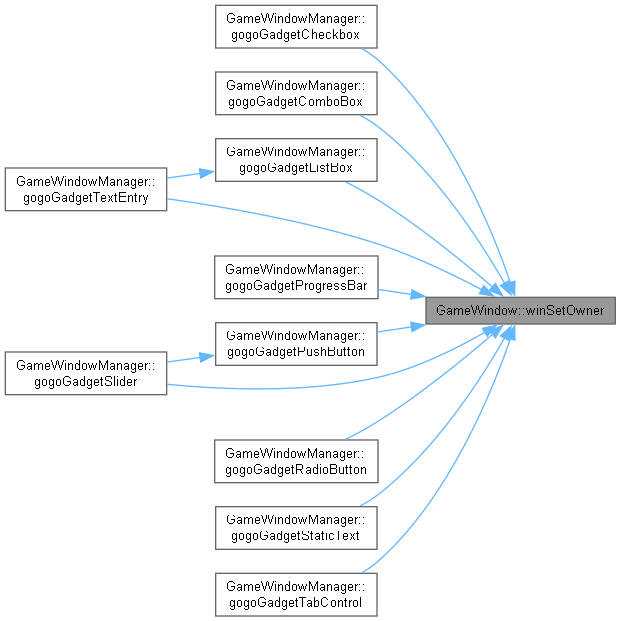 GameWindowManager::
gogoGadgetCheckbox
GameWindowManager::
gogoGadgetComboBox
GameWindowManager::
gogoGadgetListBox
GameWindowManager::
gogoGadgetTextEntry
GameWindowManager::
gogoGadgetProgressBar
GameWindow::winSetOwner
GameWindowManager::
gogoGadgetPushButton
GameWindowManager::
gogoGadgetSlider
GameWindowManager::
gogoGadgetRadioButton
GameWindowManager::
gogoGadgetStaticText
GameWindowManager::
gogoGadgetTabControl